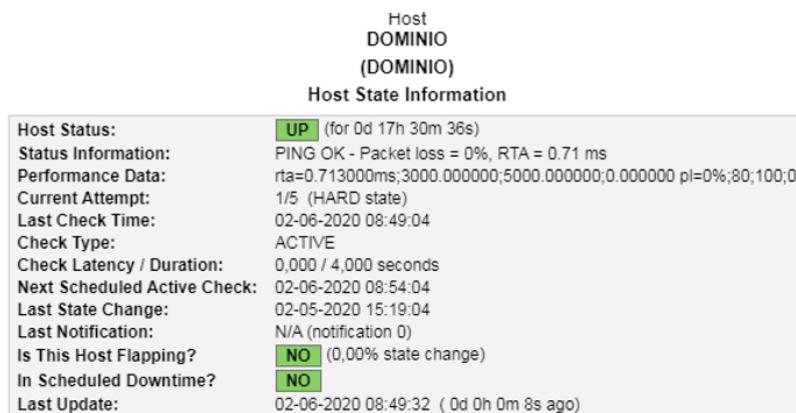 Host
DOMINIO
(DOMINIO)
Host State Information
Host Status: UP (for 0d 17h 30m 36s)
Status Information: PING OK - Packet loss = 0%, RTA = 0.71 ms
Performance Data: rta=0.713000ms;3000.000000;5000.000000;0.000000 pl=0%;80;100;0
Current Attempt: 1/5 (HARD state)
Last Check Time: 02-06-2020 08:49:04
Check Type: ACTIVE
Check Latency / Duration: 0,000 / 4,000 seconds
Next Scheduled Active Check: 02-06-2020 08:54:04
Last State Change: 02-05-2020 15:19:04
Last Notification: N/A (notification 0)
Is This Host Flapping? NO (0,00% state change)
In Scheduled Downtime? NO
Last Update: 02-06-2020 08:49:32 ( 0d 0h 0m 8s ago)